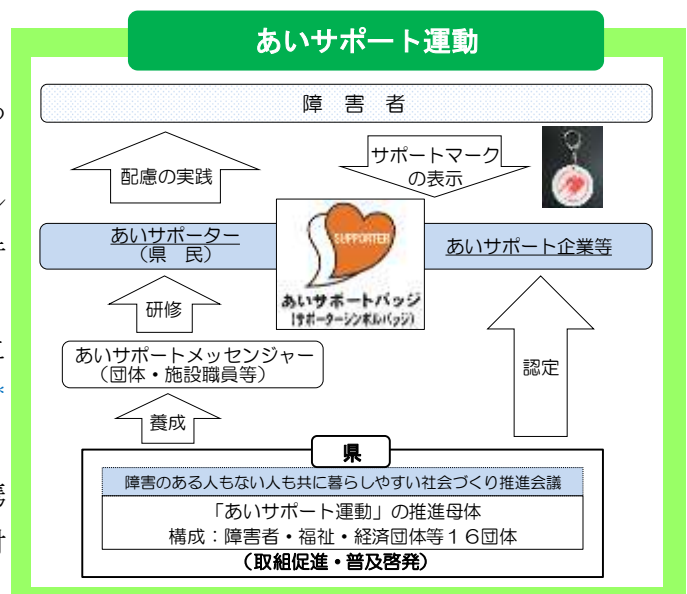 あいサポート運動
障 害 者
配慮の実践
サポートマーク
の表示
あいサポーター
(県 民)
SUPPORTER
あいサポートバッジ
(サポーターシンボルバッジ)
あいサポート企業等
研修
あいサポートメッセンジャー
(団体・施設職員等)
認定
養成
県
障害のある人もない人も共に暮らしやすい社会づくり推進会議
「あいサポート運動」の推進母体
構成:障害者・福祉・経済団体等16団体
(取組促進・普及啓発)